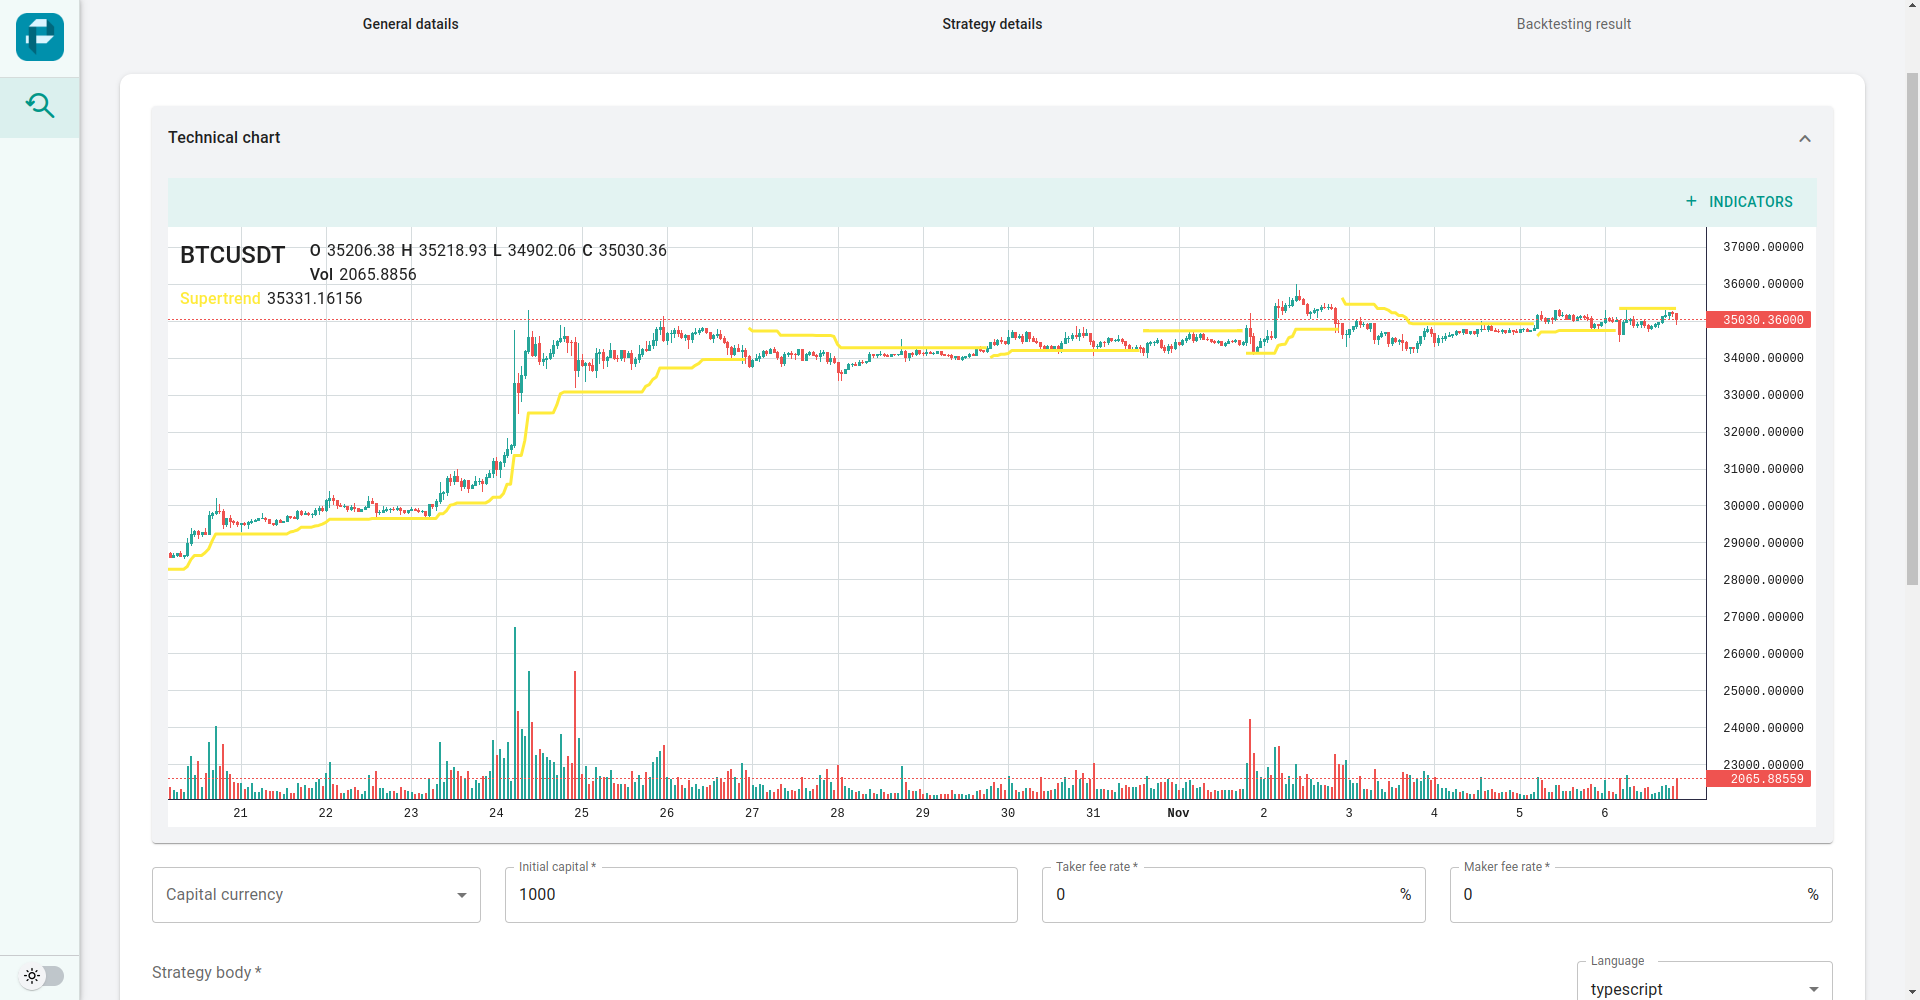 General datails
Strategy details
Backtesting result
Technical chart
+ INDICATORS
BTCUSDT O 35206.38 H 35218.93 L 34902.06 C 35030.36
Vol 2065.8856
Supertrend 35331.16156
37000.00000
36000.00000
35030.36000
34000.00000
33000.00000
32000.00000
31000.00000
30000.00000
29000.00000
28000.00000
27000.00000
26000.00000
25000.00000
24000.00000
23000.00000
2065.88559
21 22 23 24 25 26 27 28 29 30 31 Nov 2 3 4 5 6
Capital currency
Initial capital *
1000
Taker fee rate *
0 %
Maker fee rate *
0 %
Strategy body *
Language
typescript